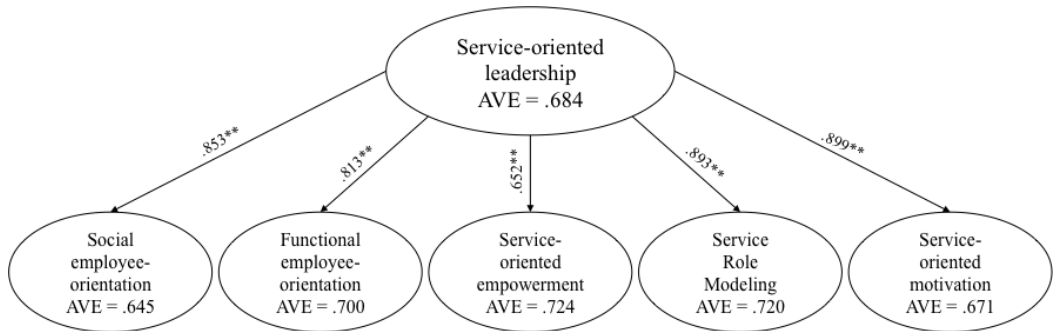 Service-oriented
leadership
AVE = .684
.853**
.813**
.652**
.893**
.899**
Social
employee-
orientation
AVE = .645
Functional
employee-
orientation
AVE = .700
Service-
oriented
empowerment
AVE = .724
Service
Role
Modeling
AVE = .720
Service-
oriented
motivation
AVE = .671